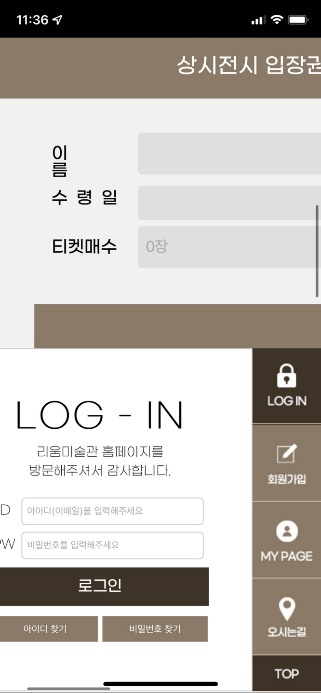 11:36
상시전시 입장권
이
름
수 령 일
티켓매수
0장
LOG - IN
리움미술관 홈페이지를
방문해주셔서 감사합니다.
D
아이디(이메일)을 입력해주세요
PW
비밀번호를 입력해주세요
로그인
아이디 찾기
비밀번호 찾기
LOG IN
회원가입
MY PAGE
오시는길
TOP